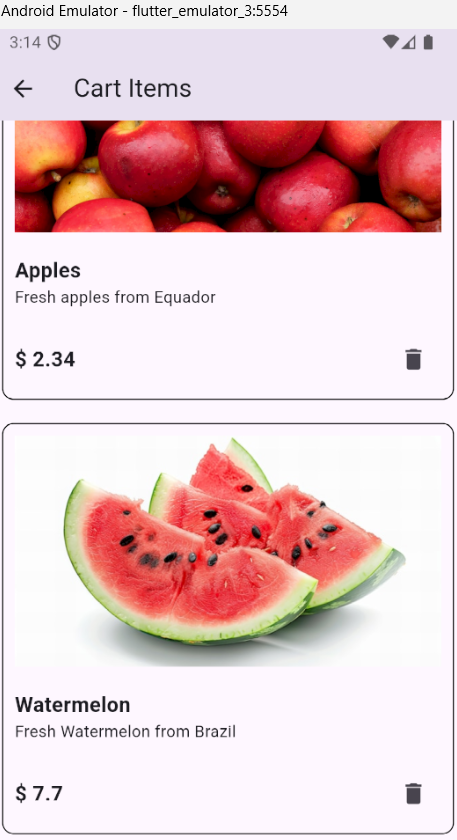 Android Emulator - flutter_emulator_3:5554
3:14
Cart Items
Apples
Fresh apples from Equador
$ 2.34
Watermelon
Fresh Watermelon from Brazil
$ 7.7